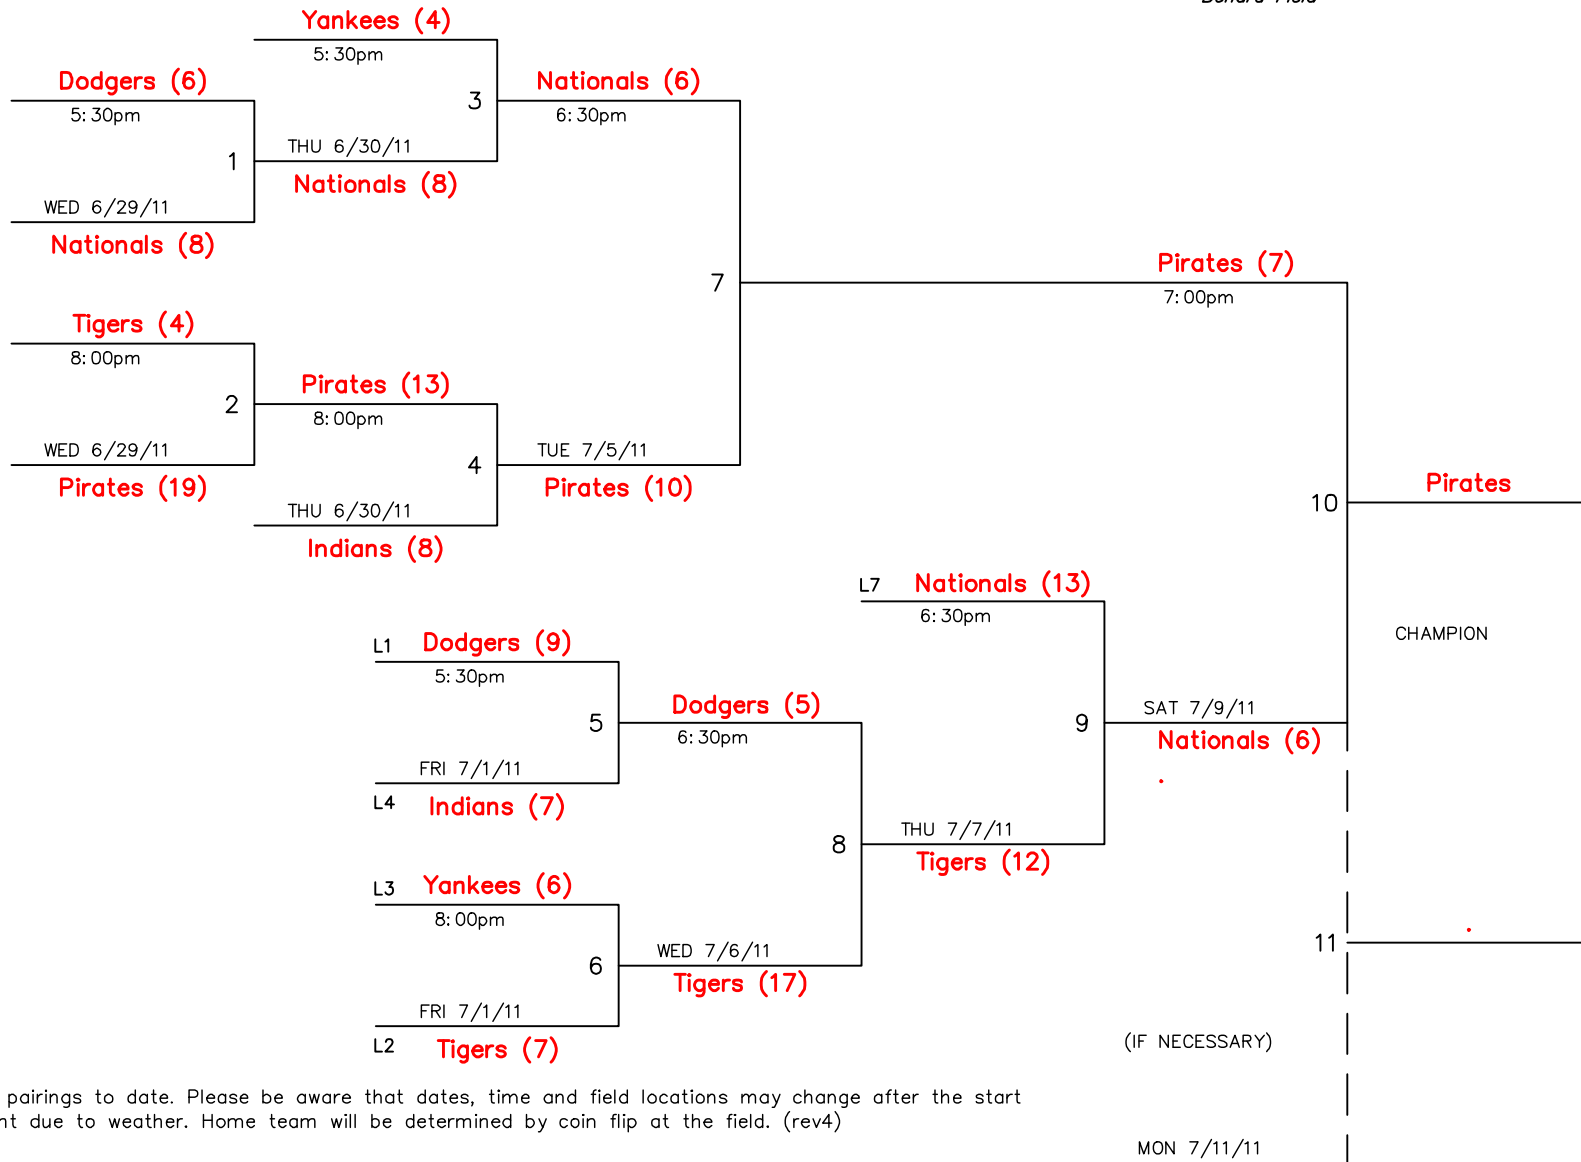 Yankees (4)
5:30pm
Dodgers (6)
5:30pm
3
Nationals (6)
6:30pm
1
THU 6/30/11
Nationals (8)
WED 6/29/11
Nationals (8)
7
Pirates (7)
7:00pm
Tigers (4)
8:00pm
2
Pirates (13)
8:00pm
WED 6/29/11
Pirates (19)
4
TUE 7/5/11
Pirates (10)
THU 6/30/11
Indians (8)
10
Pirates
L7 Nationals (13)
6:30pm
CHAMPION
L1 Dodgers (9)
5:30pm
5
Dodgers (5)
6:30pm
9
SAT 7/9/11
Nationals (6)
FRI 7/1/11
L4 Indians (7)
8
THU 7/7/11
Tigers (12)
L3 Yankees (6)
8:00pm
6
WED 7/6/11
Tigers (17)
11
FRI 7/1/11
L2 Tigers (7)
(IF NECESSARY)
pairings to date. Please be aware that dates, time and field locations may change after the start
nt due to weather. Home team will be determined by coin flip at the field. (rev4)
MON 7/11/11